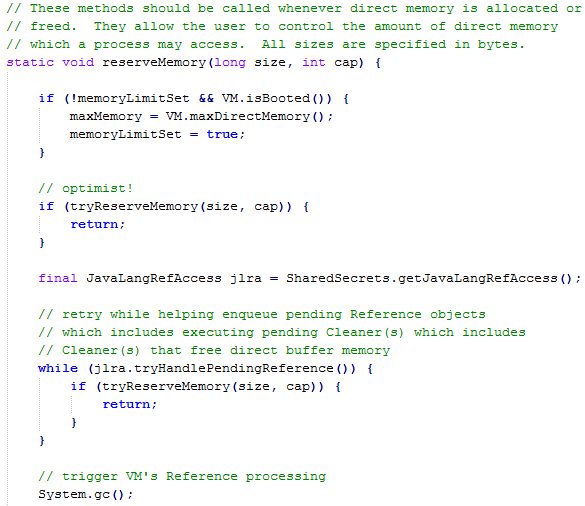 // These methods should be called whenever direct memory is allocated or
// freed.  They allow the user to control the amount of direct memory
// which a process may access.  All sizes are specified in bytes.
static void reserveMemory(long size, int cap) {
    if (!memoryLimitSet && VM.isBooted()) {
        maxMemory = VM.maxDirectMemory();
        memoryLimitSet = true;
    }
    // optimist!
    if (tryReserveMemory(size, cap)) {
        return;
    }
    final JavaLangRefAccess jlra = SharedSecrets.getJavaLangRefAccess();
    // retry while helping enqueue pending Reference objects
    // which includes executing pending Cleaner(s) which includes
    // Cleaner(s) that free direct buffer memory
    while (jlra.tryHandlePendingReference()) {
        if (tryReserveMemory(size, cap)) {
            return;
        }
    }
    // trigger VM's Reference processing
    System.gc();